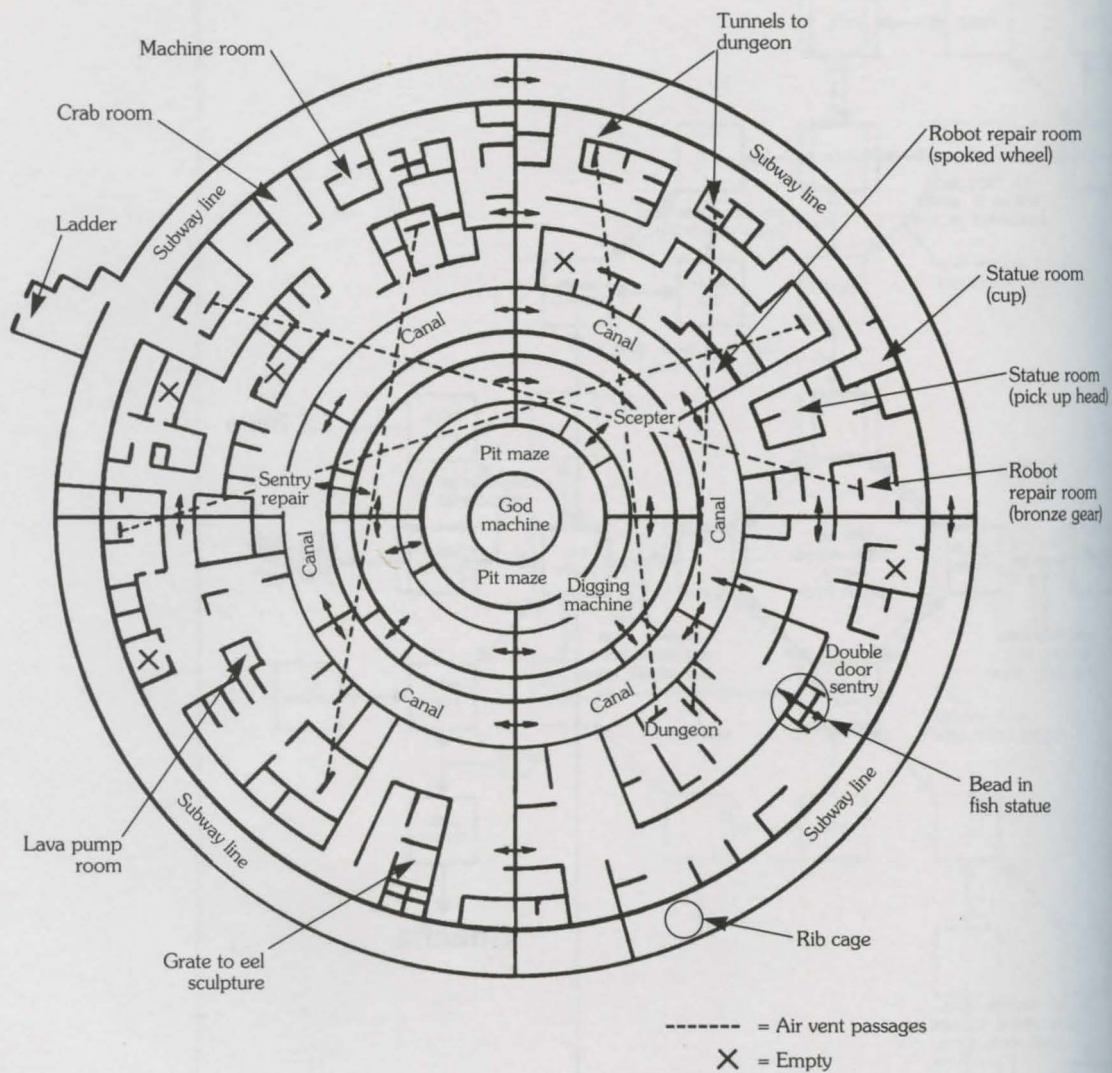 Tunnels to
dungeon
Machine room
Crab room
Robot repair room
(spoked wheel)
Subway line
Subway line
Ladder
Statue room
(cup)
Canal
Canal
Statue room
(pick up head)
Scepter
Pit maze
Sentry
repair
Robot
repair room
(bronze gear)
God
machine
Canal
Canal
Pit maze
Digging
machine
Double
door
sentry
Canal
Canal
Dungeon
Bead in
fish statue
Subway line
Subway line
Lava pump
room
Rib cage
Grate to eel
sculpture
= Air vent passages
X = Empty